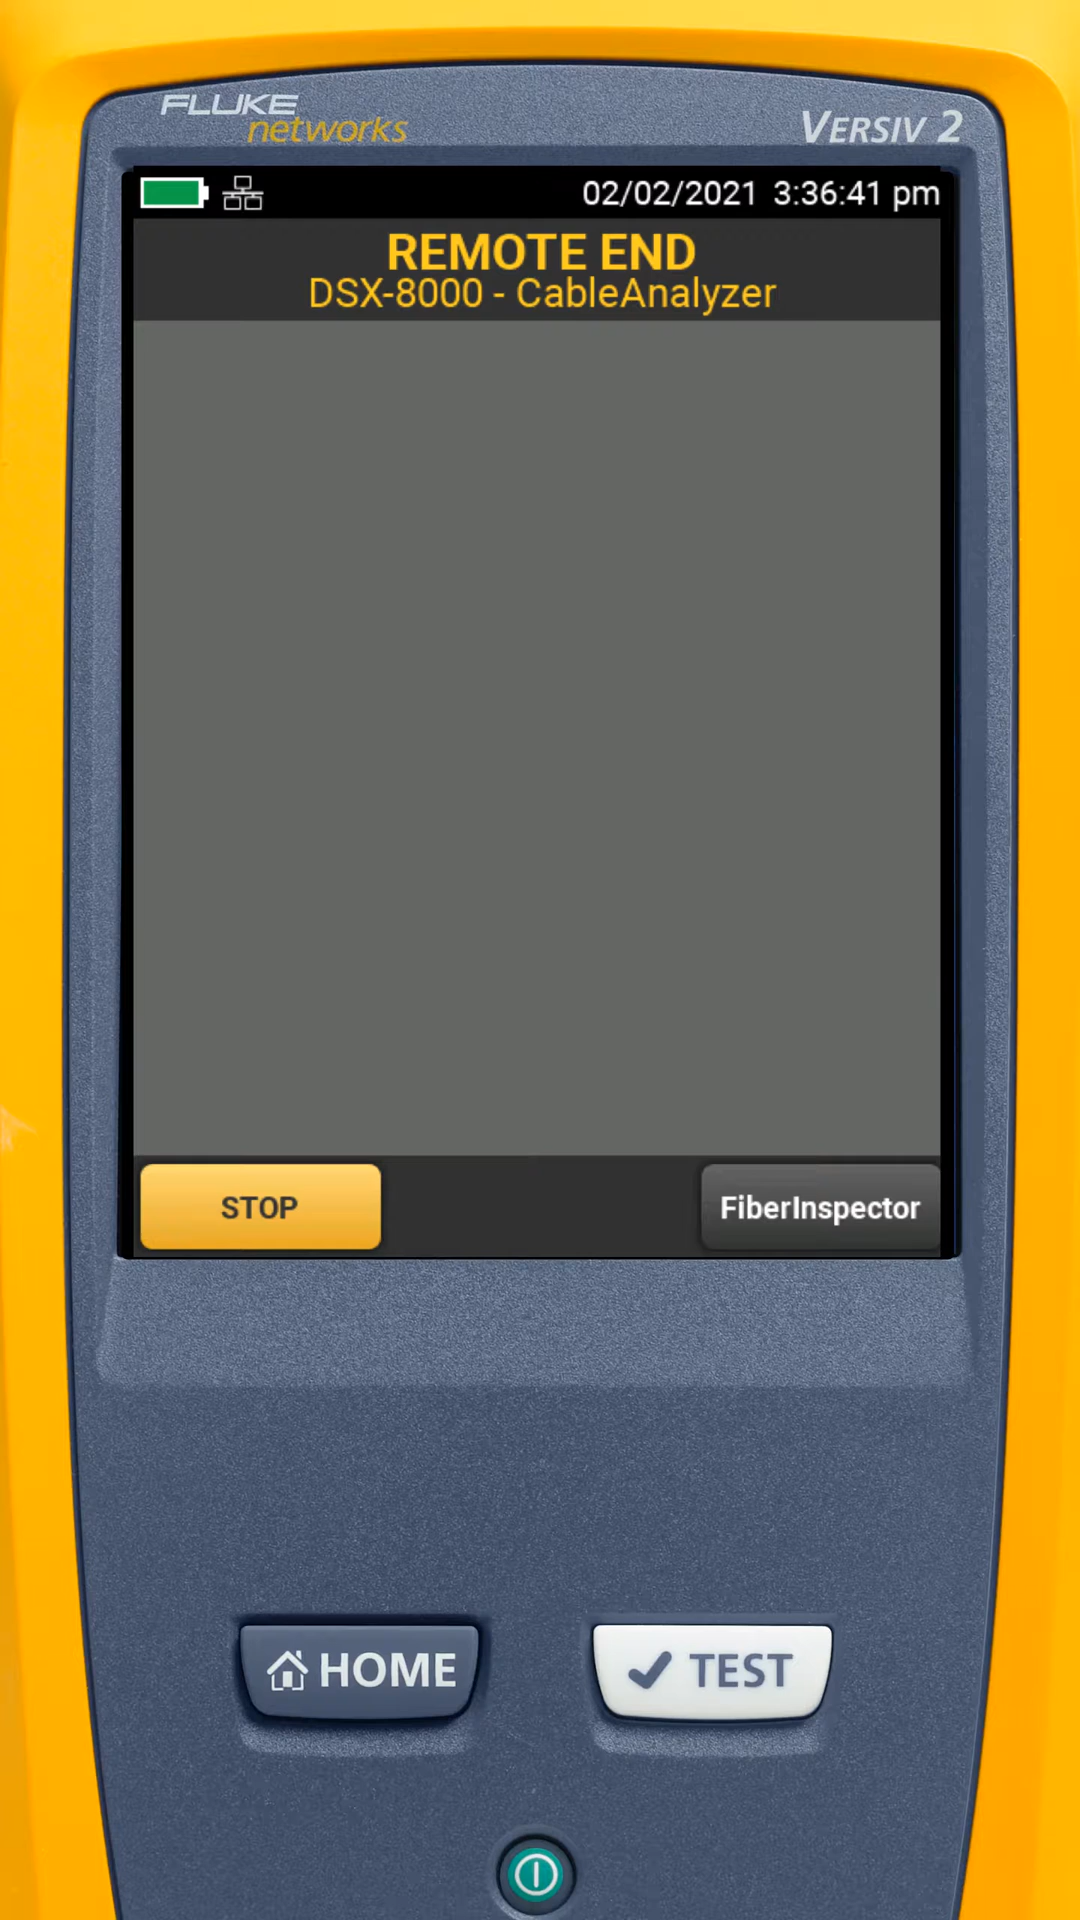 FLUKE
networks
VERSIV 2
02/02/2021 3:36:41 pm
REMOTE END
DSX-8000 - CableAnalyzer
STOP
FiberInspector
HOME
TEST